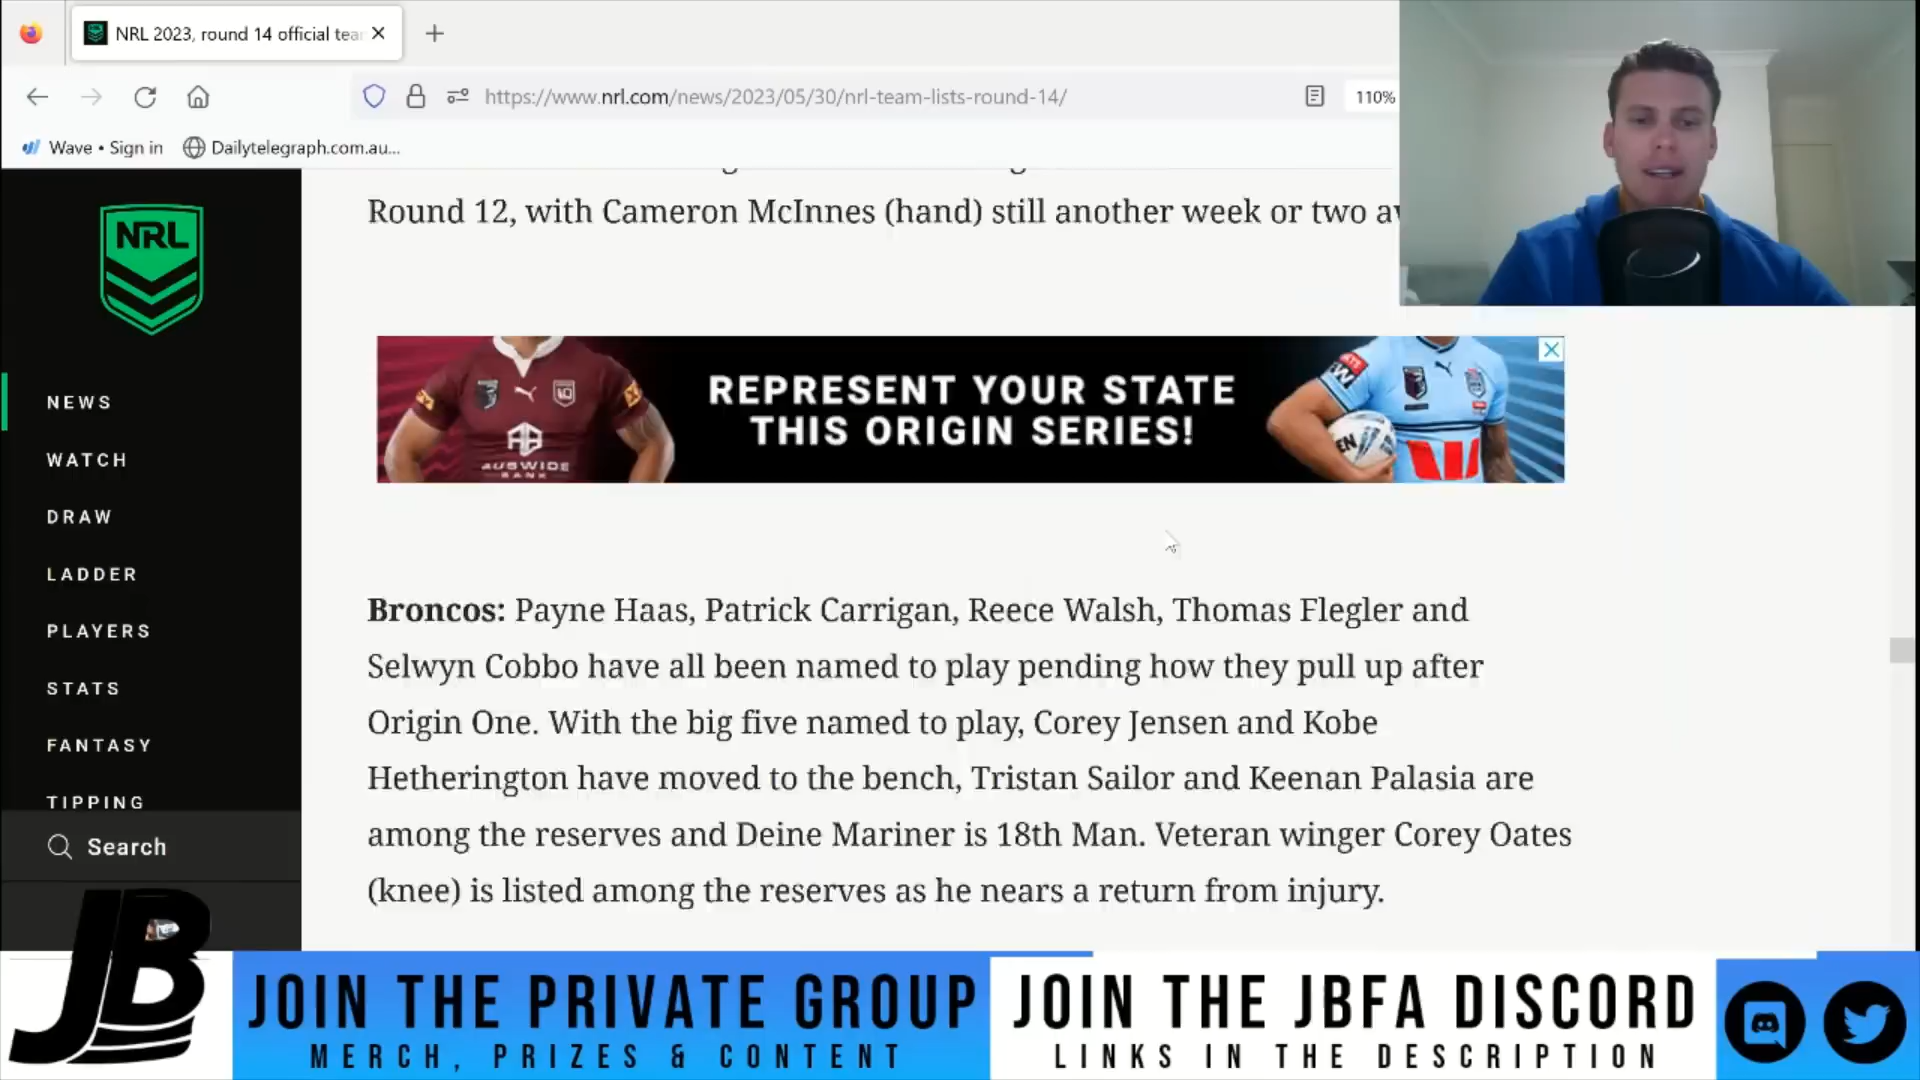 NRL 2023, round 14 official tea
https://www.nrl.com/news/2023/05/30/nrl-team-lists-round-14/
110%
Wave • Sign in
Dailytelegraph.com.au...
NRL
NEWS
WATCH
DRAW
LADDER
PLAYERS
STATS
FANTASY
TIPPING
Search
Round 12, with Cameron McInnes (hand) still another week or two
REPRESENT YOUR STATE
THIS ORIGIN SERIES!
AUSWIDE
BANK
Broncos: Payne Haas, Patrick Carrigan, Reece Walsh, Thomas Flegler and
Selwyn Cobbo have all been named to play pending how they pull up after
Origin One. With the big five named to play, Corey Jensen and Kobe
Hetherington have moved to the bench, Tristan Sailor and Keenan Palasia are
among the reserves and Deine Mariner is 18th Man. Veteran winger Corey Oates
(knee) is listed among the reserves as he nears a return from injury.
JB
JOIN THE PRIVATE GROUP
MERCH, PRIZES & CONTENT
JOIN THE JBFA DISCORD
LINKS IN THE DESCRIPTION